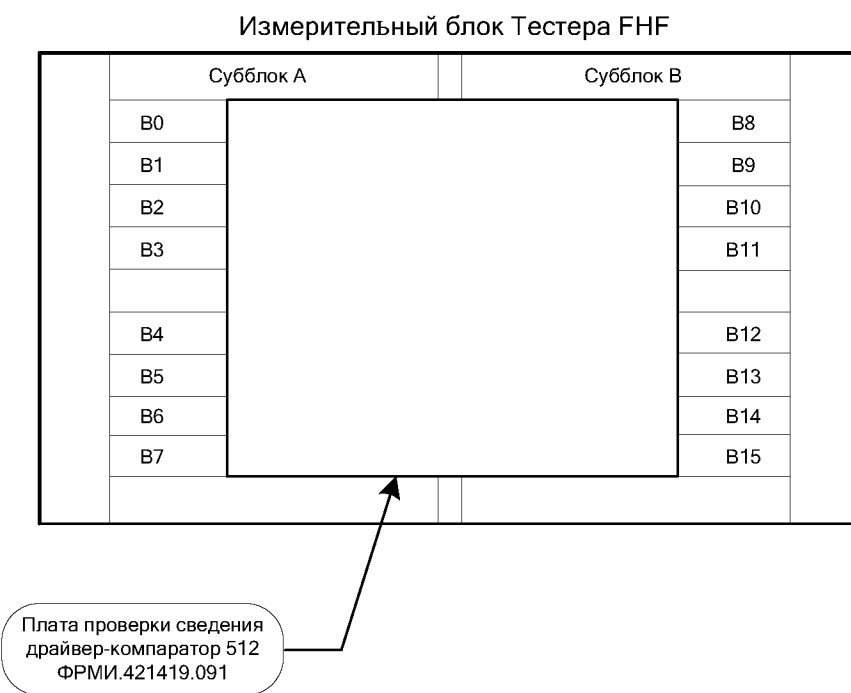 Измерительный блок Тестера FHF
Субблок A Субблок B
B0 B8
B1 B9
B2 B10
B3 B11
B4 B12
B5 B13
B6 B14
B7 B15
Плата проверки сведения
драйвер-компаратор 512
ФРМИ.421419.091